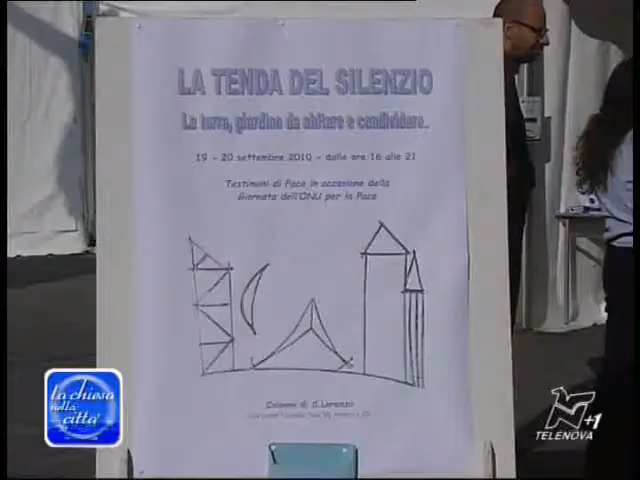 LA TENDA DEL SILENZIO
La terra, giardino da abitare e condividere.
19 - 20 settembre 2010 - dalle ore 16 alle 21
Testimoni di Pace in occasione della
Giornata dell'ONU per la Pace
Colonne di S.Lorenzo
La chiesa
nella
citta'
+1
TELENOVA